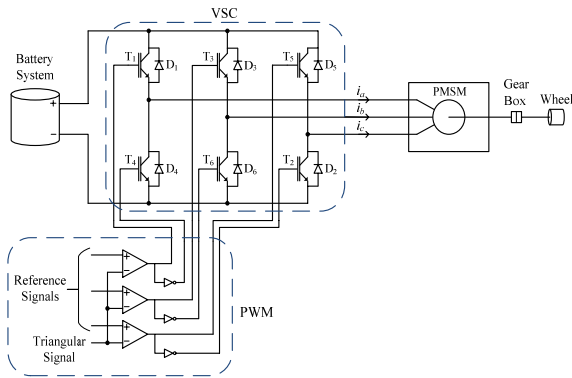 VSC
Battery
System
T1
D1
T3
D3
T5
D5
+
−
ia
ib
ic
PMSM
Gear
Box
Wheel
T4
D4
T6
D6
T2
D2
Reference
Signals
Triangular
Signal
+
−
+
−
+
−
PWM